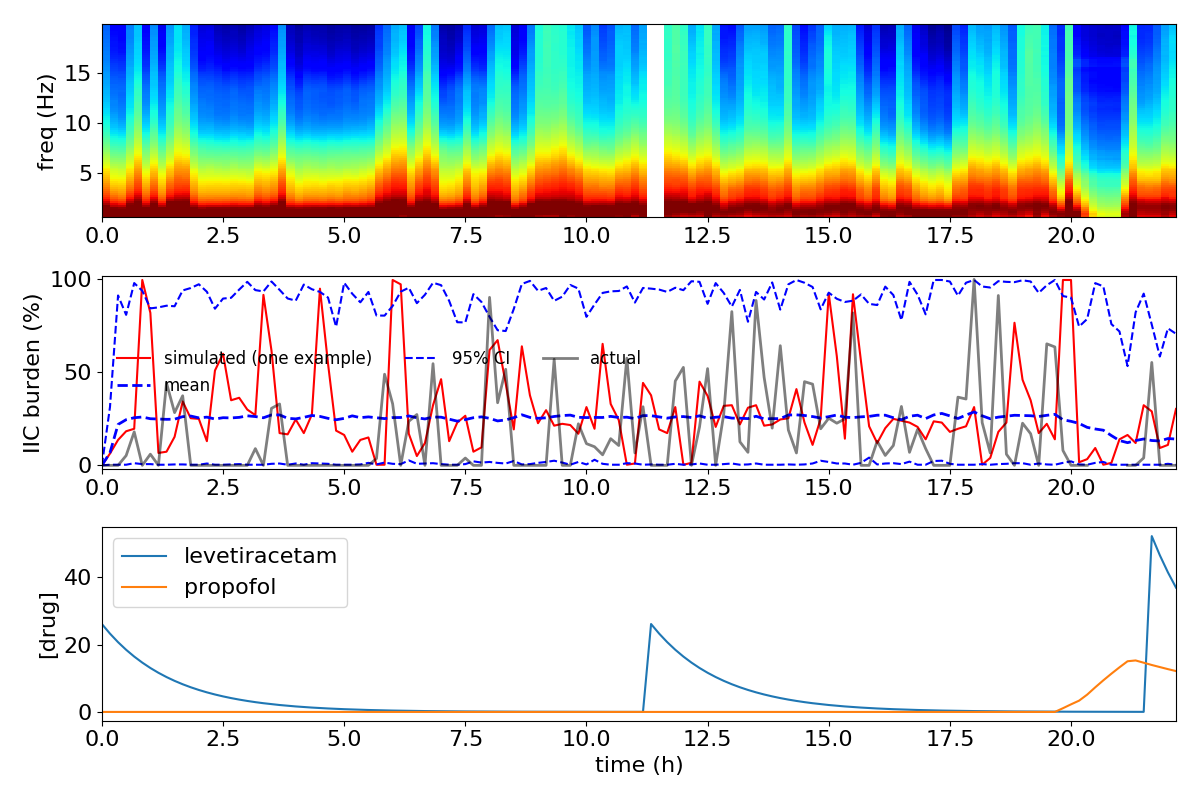 freq (Hz)
15
10
5
0.0 2.5 5.0 7.5 10.0 12.5 15.0 17.5 20.0
IIC burden (%)
100
50
0
simulated (one example) 95% CI actual
mean
0.0 2.5 5.0 7.5 10.0 12.5 15.0 17.5 20.0
[drug]
40
20
0
levetiracetam
propofol
0.0 2.5 5.0 7.5 10.0 12.5 15.0 17.5 20.0
time (h)